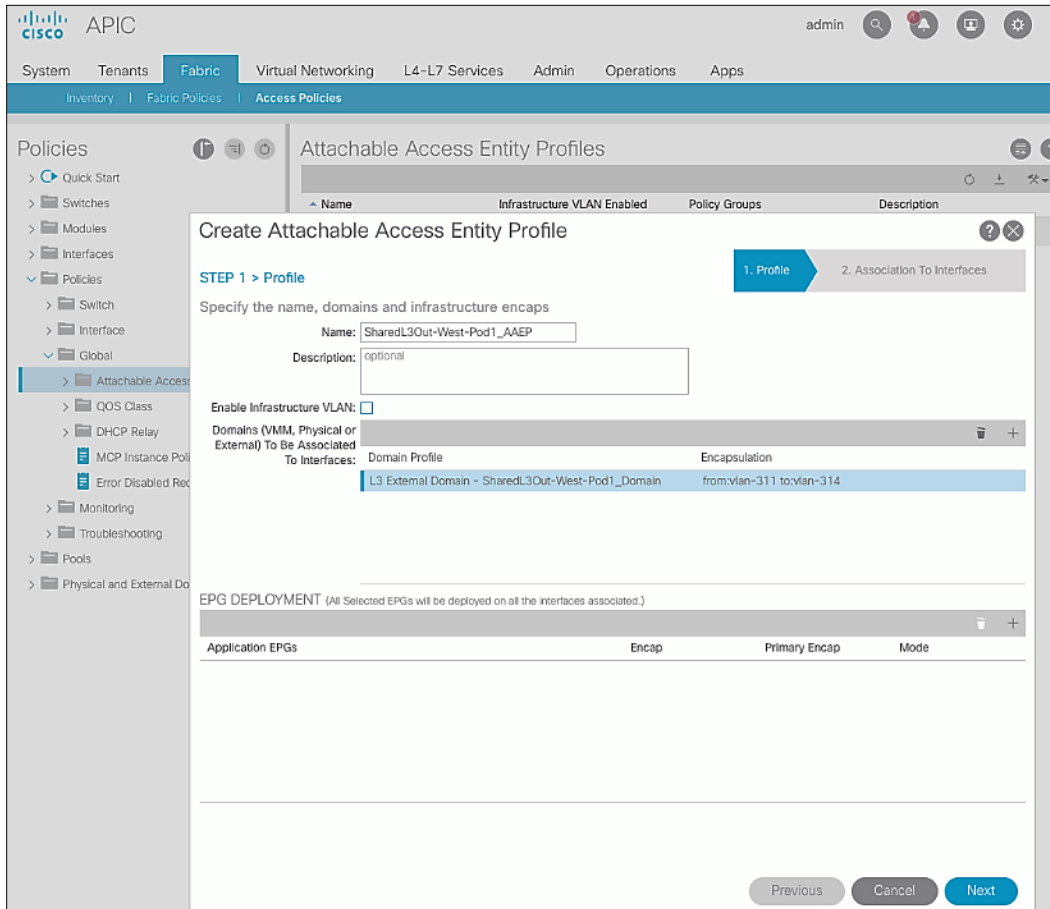 cisco APIC admin 1
System Tenants Fabric Virtual Networking L4-L7 Services Admin Operations Apps
Inventory | Fabric Policies | Access Policies
Policies
Quick Start
Switches
Modules
Interfaces
Policies
Switch
Interface
Global
Attachable Access
QOS Class
DHCP Relay
MCP Instance Poli
Error Disabled Rec
Monitoring
Troubleshooting
Pools
Physical and External Do
Attachable Access Entity Profiles
Name Infrastructure VLAN Enabled Policy Groups Description
Create Attachable Access Entity Profile
STEP 1 > Profile
1. Profile 2. Association To Interfaces
Specify the name, domains and infrastructure encaps
Name: SharedL3Out-West-Pod1_AAEP
Description: optional
Enable Infrastructure VLAN:
Domains (VMM, Physical or
External) To Be Associated
To Interfaces:
Domain Profile Encapsulation
L3 External Domain - SharedL3Out-West-Pod1_Domain from:vlan-311 to:vlan-314
EPG DEPLOYMENT (All Selected EPGs will be deployed on all the interfaces associated.)
Application EPGs Encap Primary Encap Mode
Previous Cancel Next